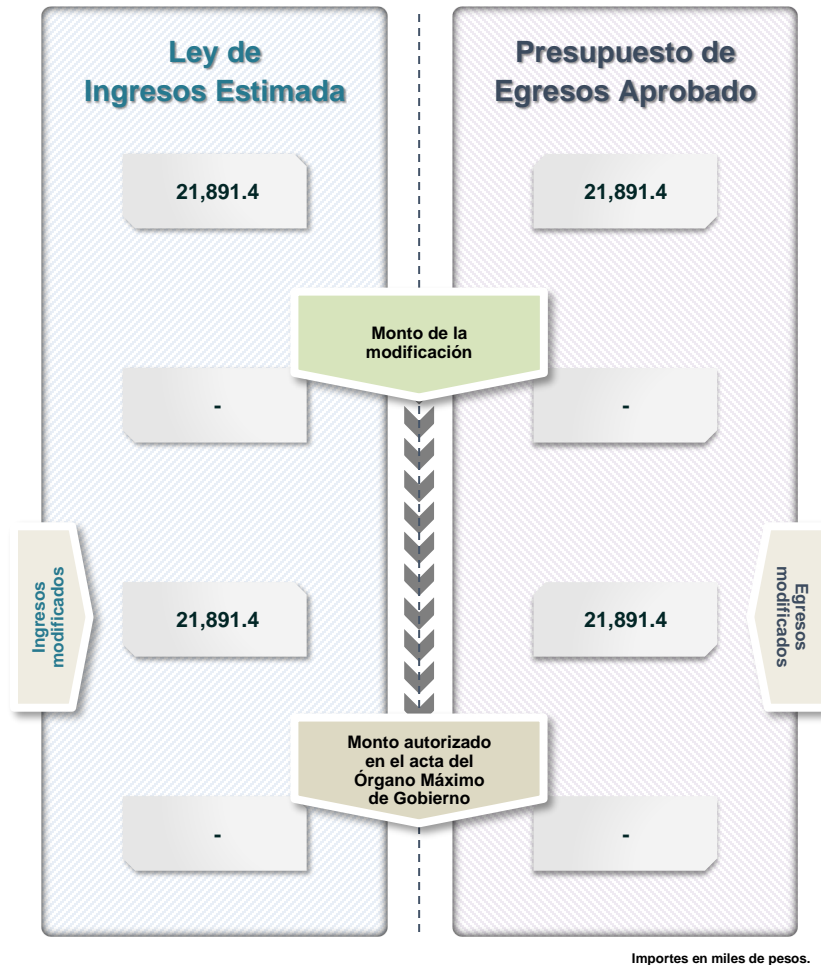 Ley de
Ingresos Estimada
Presupuesto de
Egresos Aprobado
21,891.4
21,891.4
Monto de la
modificación
-
-
Ingresos
modificados
21,891.4
21,891.4
Egresos
modificados
Monto autorizado
en el acta del
Órgano Máximo
de Gobierno
-
-
Importes en miles de pesos.